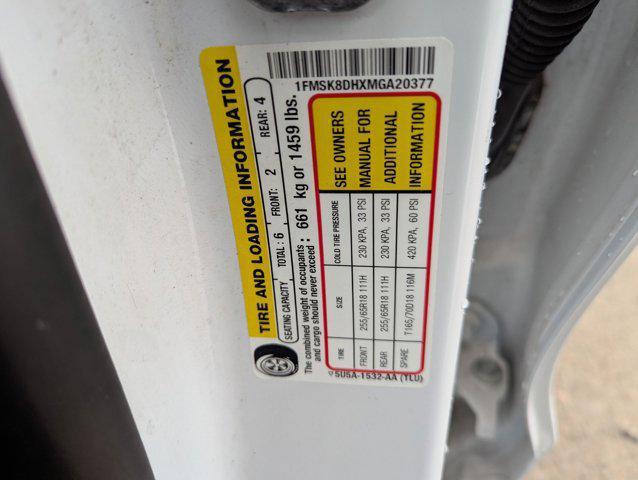 1FMSK8DHXMGA20377
TIRE AND LOADING INFORMATION
SEATING CAPACITY TOTAL: 6 FRONT: 2 REAR: 4
The combined weight of occupants and cargo should never exceed: 661 kg or 1459 lbs.
TIRE SIZE COLD TIRE PRESSURE
FRONT 255/65R18 111H 230 KPA, 33 PSI
REAR 255/65R18 111H 230 KPA, 33 PSI
SPARE T165/70D18 116M 420 KPA, 60 PSI
SEE OWNERS
MANUAL FOR
ADDITIONAL
INFORMATION
5U5A-1532-AA (TLU)